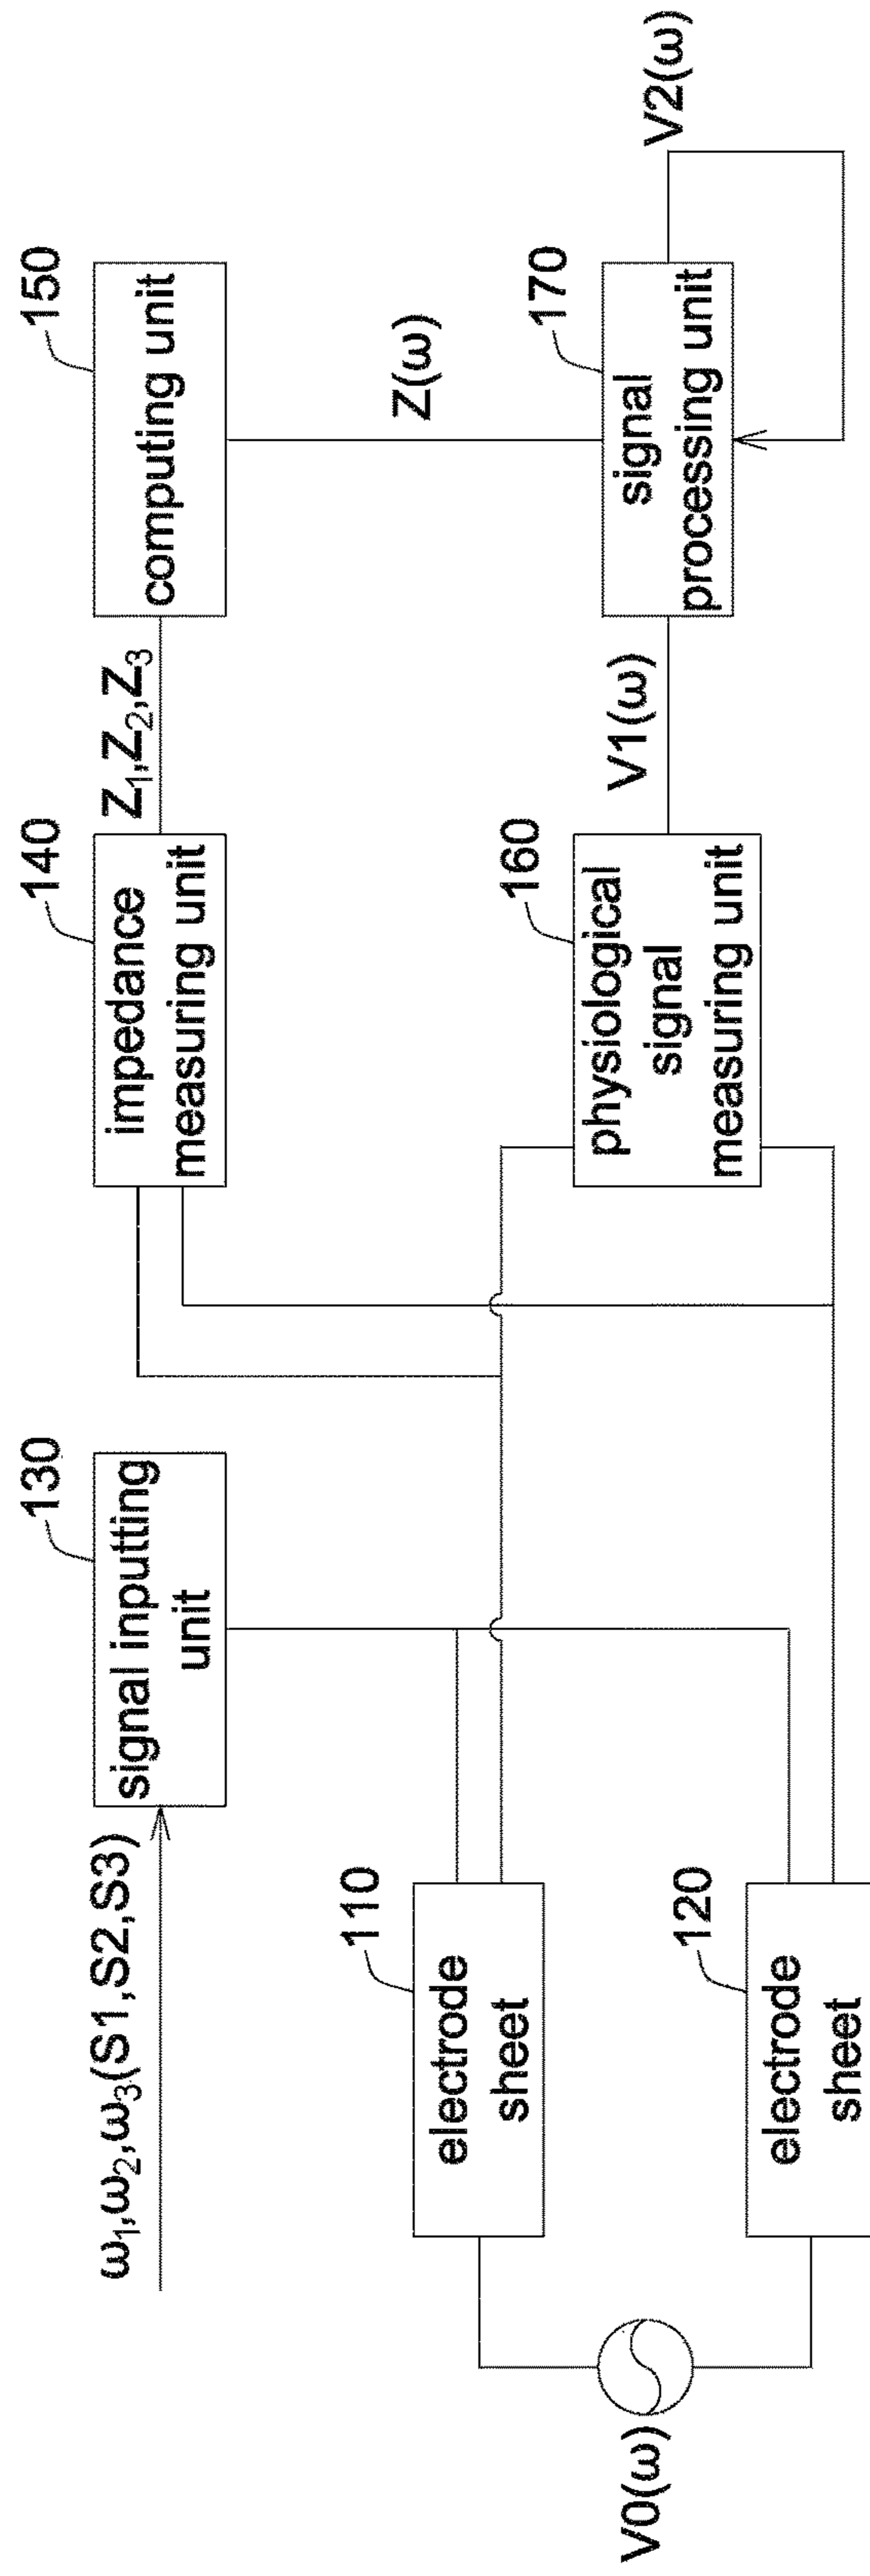 130
140
150
ω₁,ω₂,ω₃(S1,S2,S3)
signal inputting
unit
impedance
measuring unit
Z₁,Z₂,Z₃
computing unit
Z(ω)
110
electrode
sheet
160
physiological
signal
measuring unit
V1(ω)
170
signal
processing unit
V2(ω)
V0(ω)
120
electrode
sheet